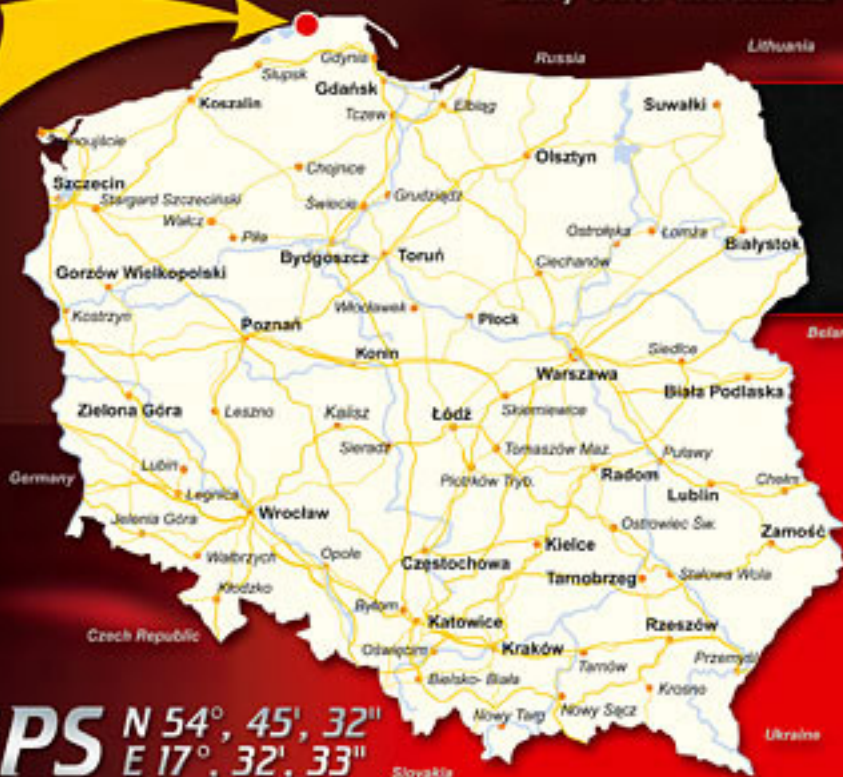 Lithuania
Russia
Gdynia
Słupsk
Gdańsk
Koszalin
Tczew
Elbląg
Suwałki
Olsztyn
Chojnice
Szczecin
Stargard Szczeciński
Świecie
Grudziądz
Wałcz
Piła
Ostrołęka
Łomża
Białystok
Bydgoszcz
Toruń
Ciechanów
Gorzów Wielkopolski
Kostrzyn
Włocławek
Płock
Poznań
Konin
Siedlce
Warszawa
Biała Podlaska
Zielona Góra
Leszno
Kalisz
Łódź
Skierniewice
Sieradz
Tomaszów Maz.
Puławy
Lubin
Piotrków Tryb.
Radom
Germany
Legnica
Lublin
Chełm
Wrocław
Jelenia Góra
Ostrowiec Św.
Zamość
Kielce
Wałbrzych
Opole
Częstochowa
Tarnobrzeg
Stalowa Wola
Kłodzko
Bytom
Katowice
Rzeszów
Czech Republic
Oświęcim
Kraków
Tarnów
Przemyśl
Bielsko- Biała
Krosno
Nowy Targ
Nowy Sącz
PS N 54°, 45', 32"
E 17°, 32', 33"
Ukraine
Slovakia